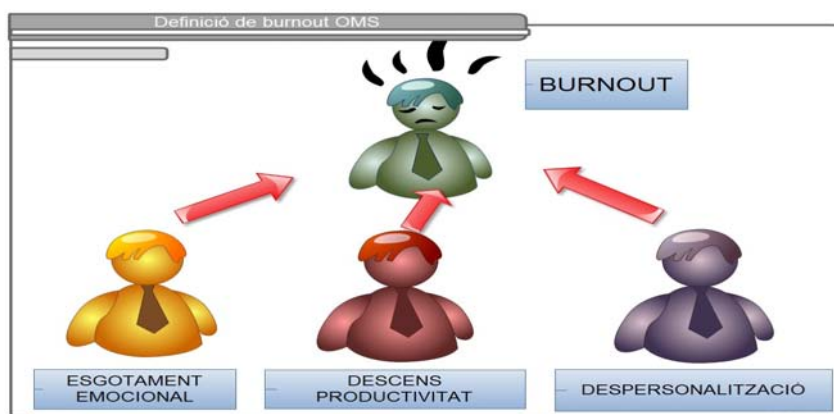 Definició de burnout OMS
BURNOUT
ESGOTAMENT
EMOCIONAL
DESCENS
PRODUCTIVITAT
DESPERSONALITZACIÓ